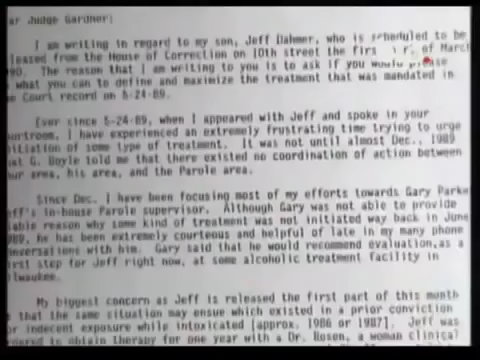 ar Judge Gardner:
I am writing in regard to my son, Jeff Dahmer, who is scheduled to be
leased from the House of Correction on 10th street the firs r. of March
90. The reason that I am writing to you is to ask if you would please
what you can to define and maximize the treatment that was mandated in
e Court record on 5-24-89.
Ever since 5-24-89, when I appeared with Jeff and spoke in your
rtroom, I have experienced an extremely frustrating time trying to urge
itiation of some type of treatment. It was not until almost Dec., 1989
at G. Boyle told me that there existed no coordination of action between
ur area, his area, and the Parole area.
Since Dec. I have been focusing most of my efforts towards Gary Parke
eff's in-house Parole supervisor. Although Gary was not able to provide
iable reason why some kind of treatment was not initiated way back in June
989, he has been extremely courteous and helpful of late in my many phone
nversations with him. Gary said that he would recommend evaluation,as a
rst step for Jeff right now, at some alcoholic treatment facility in
lwaukee.
My biggest concern as Jeff is released the first part of this month
that the same situation may ensue which existed in a prior conviction
or indecent exposure while intoxicated [approx. 1986 or 1987]. Jeff was
rdered to obtain therapy for one year with a Dr. Rosen, a woman clinical